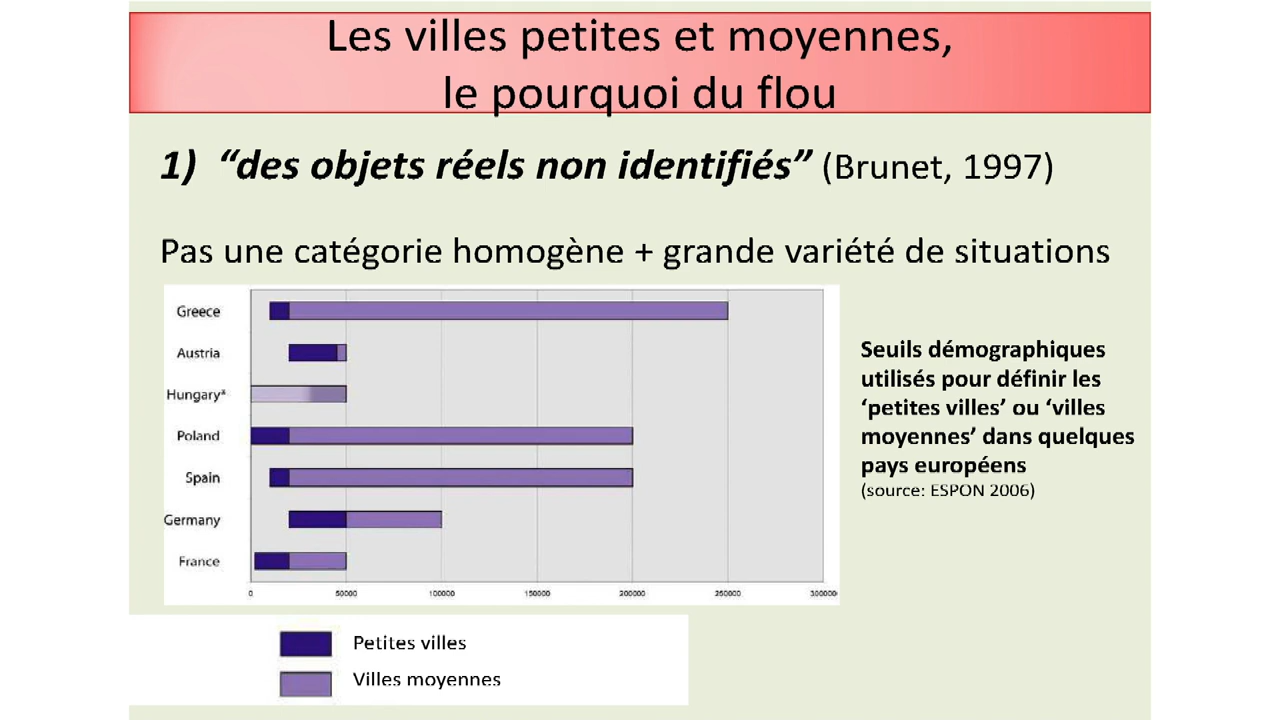 Les villes petites et moyennes,
le pourquoi du flou
1) “des objets réels non identifiés” (Brunet, 1997)
Pas une catégorie homogène + grande variété de situations
Greece
Austria
Hungary*
Poland
Spain
Germany
France
0 50000 100000 150000 200000 250000 300000
Seuils démographiques
utilisés pour définir les
‘petites villes’ ou ‘villes
moyennes’ dans quelques
pays européens
(source: ESPON 2006)
Petites villes
Villes moyennes